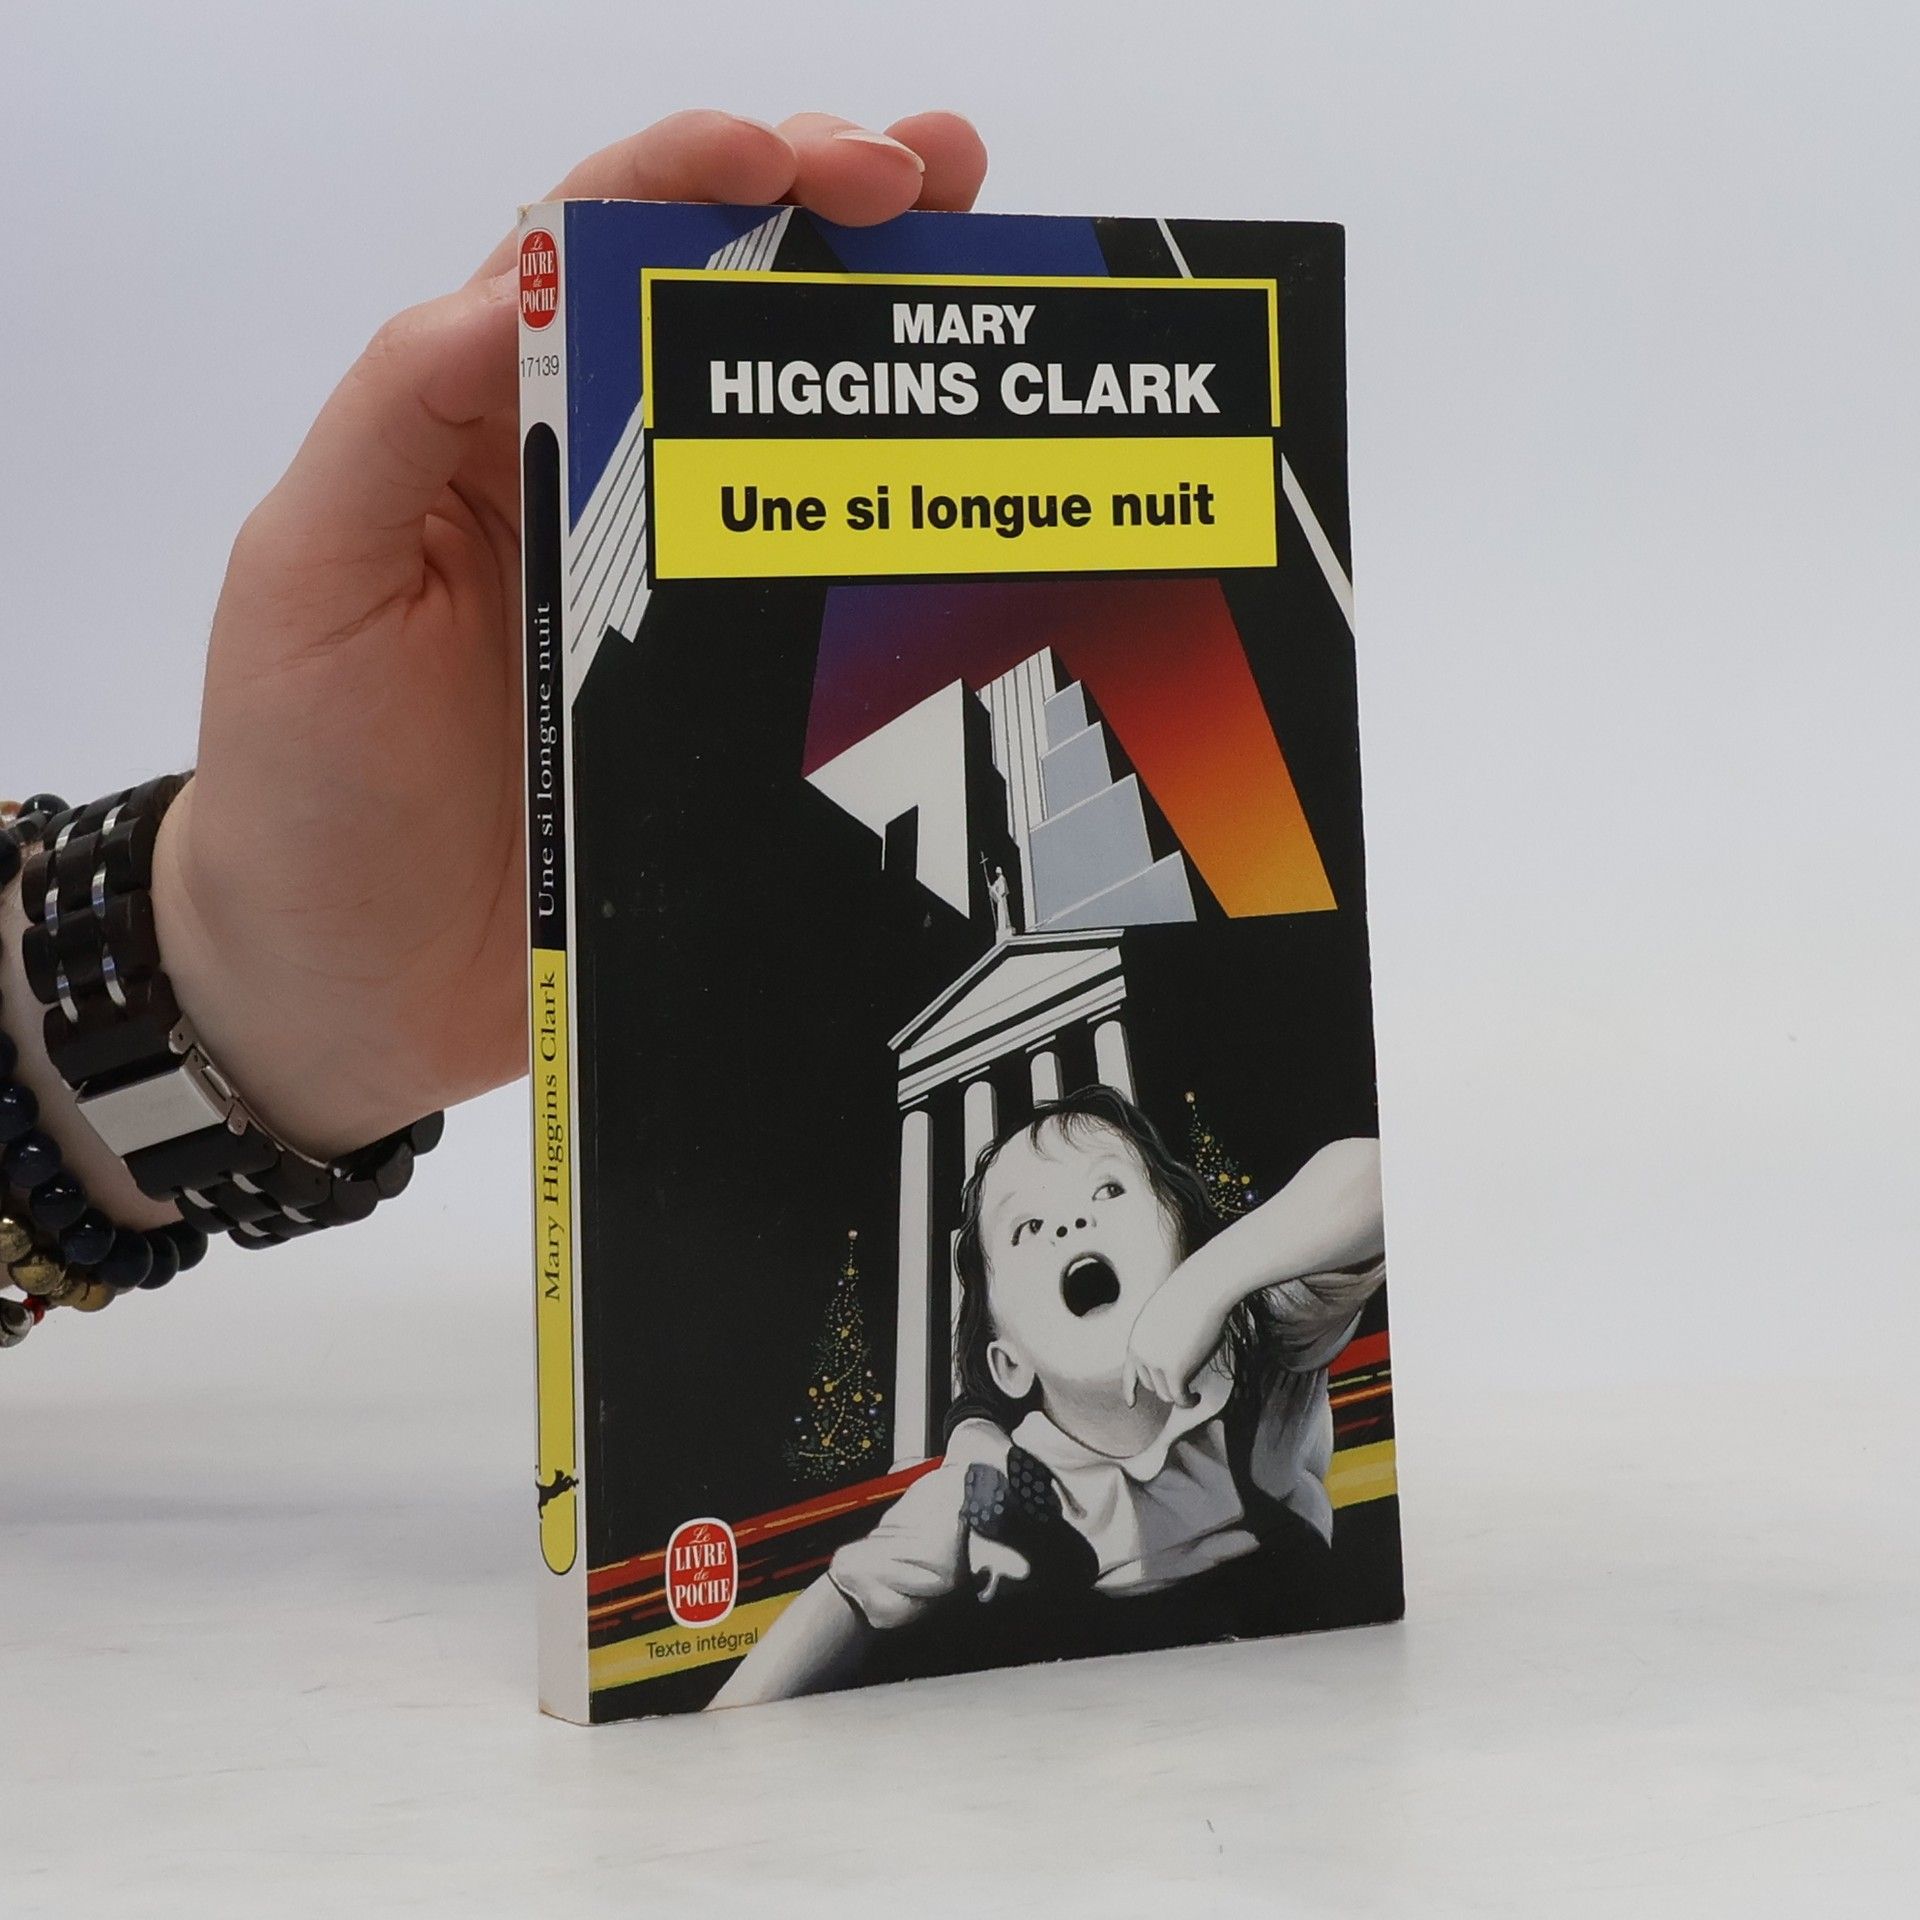 Le
LIVRE
de
POCHE
17139
Une si longue nuit
Mary Higgins Clark
MARY
HIGGINS CLARK
Une si longue nuit
Le
LIVRE
de
POCHE
Texte intégral